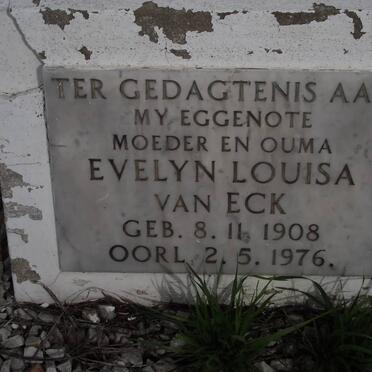 TER GEDAGTENIS AA
MY EGGENOTE
MOEDER EN OUMA
EVELYN LOUISA
VAN ECK
GEB. 8. 11. 1908
OORL. 2. 5. 1976.